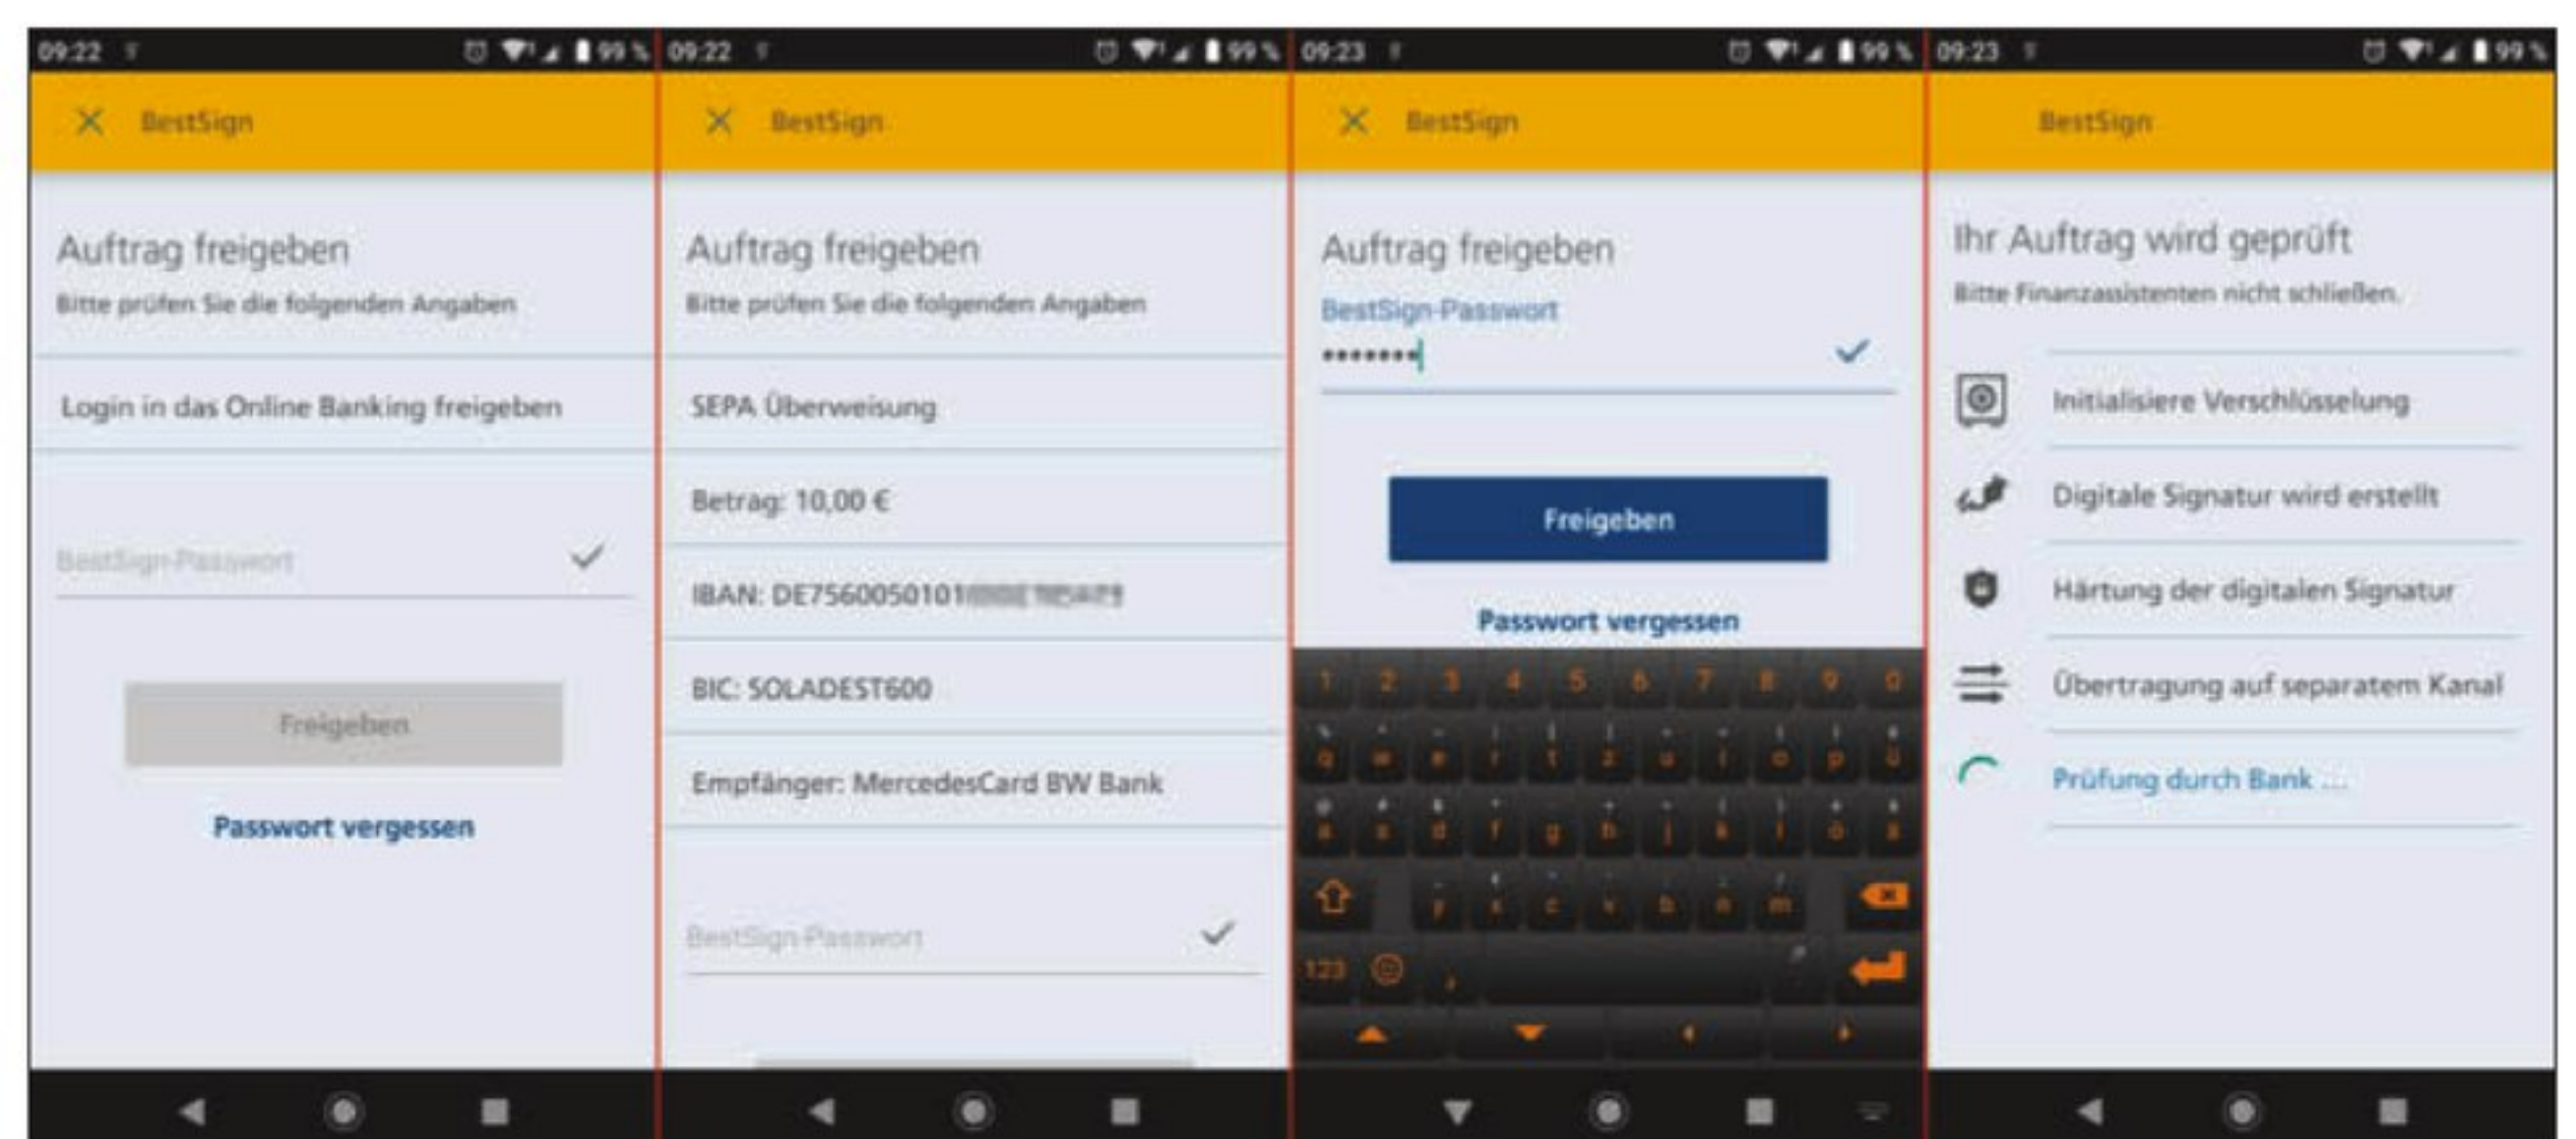 09:22
99 %
BestSign
Auftrag freigeben
Bitte prüfen Sie die folgenden Angaben
Login in das Online Banking freigeben
BestSign-Passwort
Freigeben
Passwort vergessen
09:22
99 %
BestSign
Auftrag freigeben
Bitte prüfen Sie die folgenden Angaben
SEPA Überweisung
Betrag: 10,00 €
IBAN: DE7560050101
BIC: SOLADEST600
Empfänger: MercedesCard BW Bank
BestSign-Passwort
09:23
99 %
BestSign
Auftrag freigeben
BestSign-Passwort
•••••••
Freigeben
Passwort vergessen
1 2 3 4 5 6 7 8 9 0
q w e r t z u i o p ü
a s d f g h j k l ö ä
y x c v b n m
123 ,
09:23
99 %
BestSign
Ihr Auftrag wird geprüft
Bitte Finanzassistenten nicht schließen.
Initialisiere Verschlüsselung
Digitale Signatur wird erstellt
Härtung der digitalen Signatur
Übertragung auf separatem Kanal
Prüfung durch Bank ...